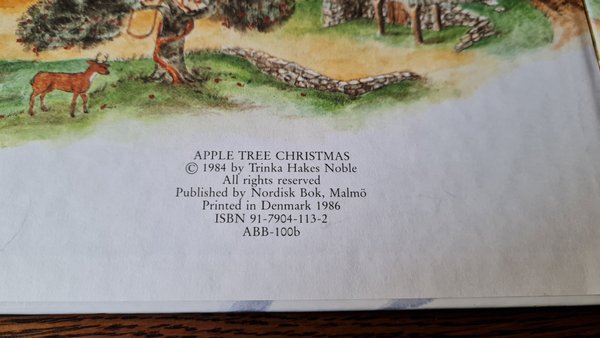 APPLE TREE CHRISTMAS
© 1984 by Trinka Hakes Noble
All rights reserved
Published by Nordisk Bok, Malmö
Printed in Denmark 1986
ISBN 91-7904-113-2
ABB-100b